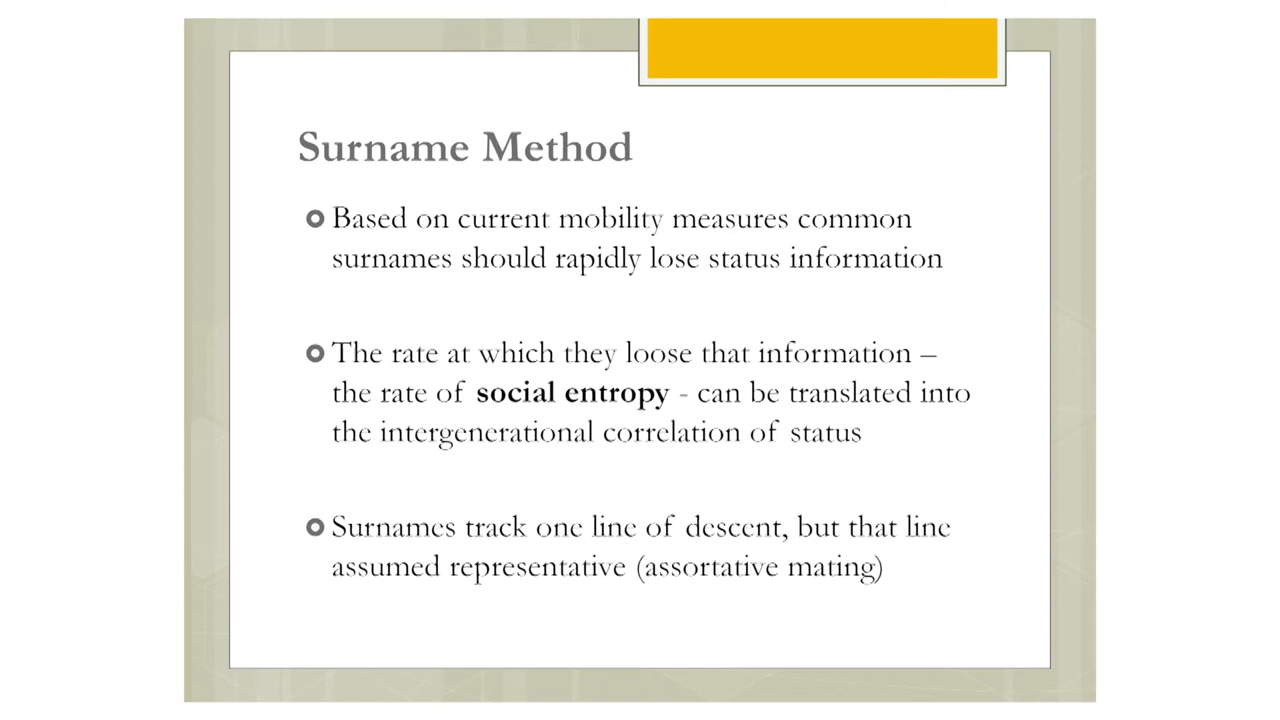 Surname Method
Based on current mobility measures common
surnames should rapidly lose status information
The rate at which they loose that information –
the rate of social entropy - can be translated into
the intergenerational correlation of status
Surnames track one line of descent, but that line
assumed representative (assortative mating)